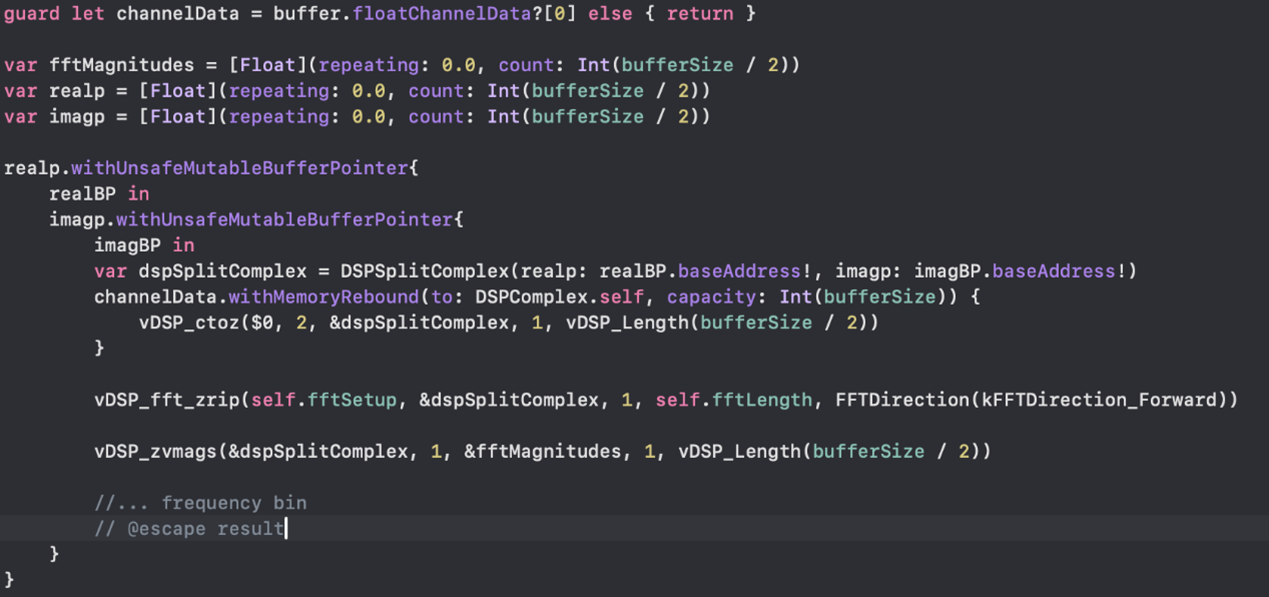 guard let channelData = buffer.floatChannelData?[0] else { return }
var fftMagnitudes = [Float](repeating: 0.0, count: Int(bufferSize / 2))
var realp = [Float](repeating: 0.0, count: Int(bufferSize / 2))
var imagp = [Float](repeating: 0.0, count: Int(bufferSize / 2))
realp.withUnsafeMutableBufferPointer{
realBP in
imagp.withUnsafeMutableBufferPointer{
imagBP in
var dspSplitComplex = DSPSplitComplex(realp: realBP.baseAddress!, imagp: imagBP.baseAddress!)
channelData.withMemoryRebound(to: DSPComplex.self, capacity: Int(bufferSize)) {
vDSP_ctoz($0, 2, &dspSplitComplex, 1, vDSP_Length(bufferSize / 2))
}
vDSP_fft_zrip(self.fftSetup, &dspSplitComplex, 1, self.fftLength, FFTDirection(kFFTDirection_Forward))
vDSP_zvmags(&dspSplitComplex, 1, &fftMagnitudes, 1, vDSP_Length(bufferSize / 2))
//... frequency bin
// @escape result
}
}